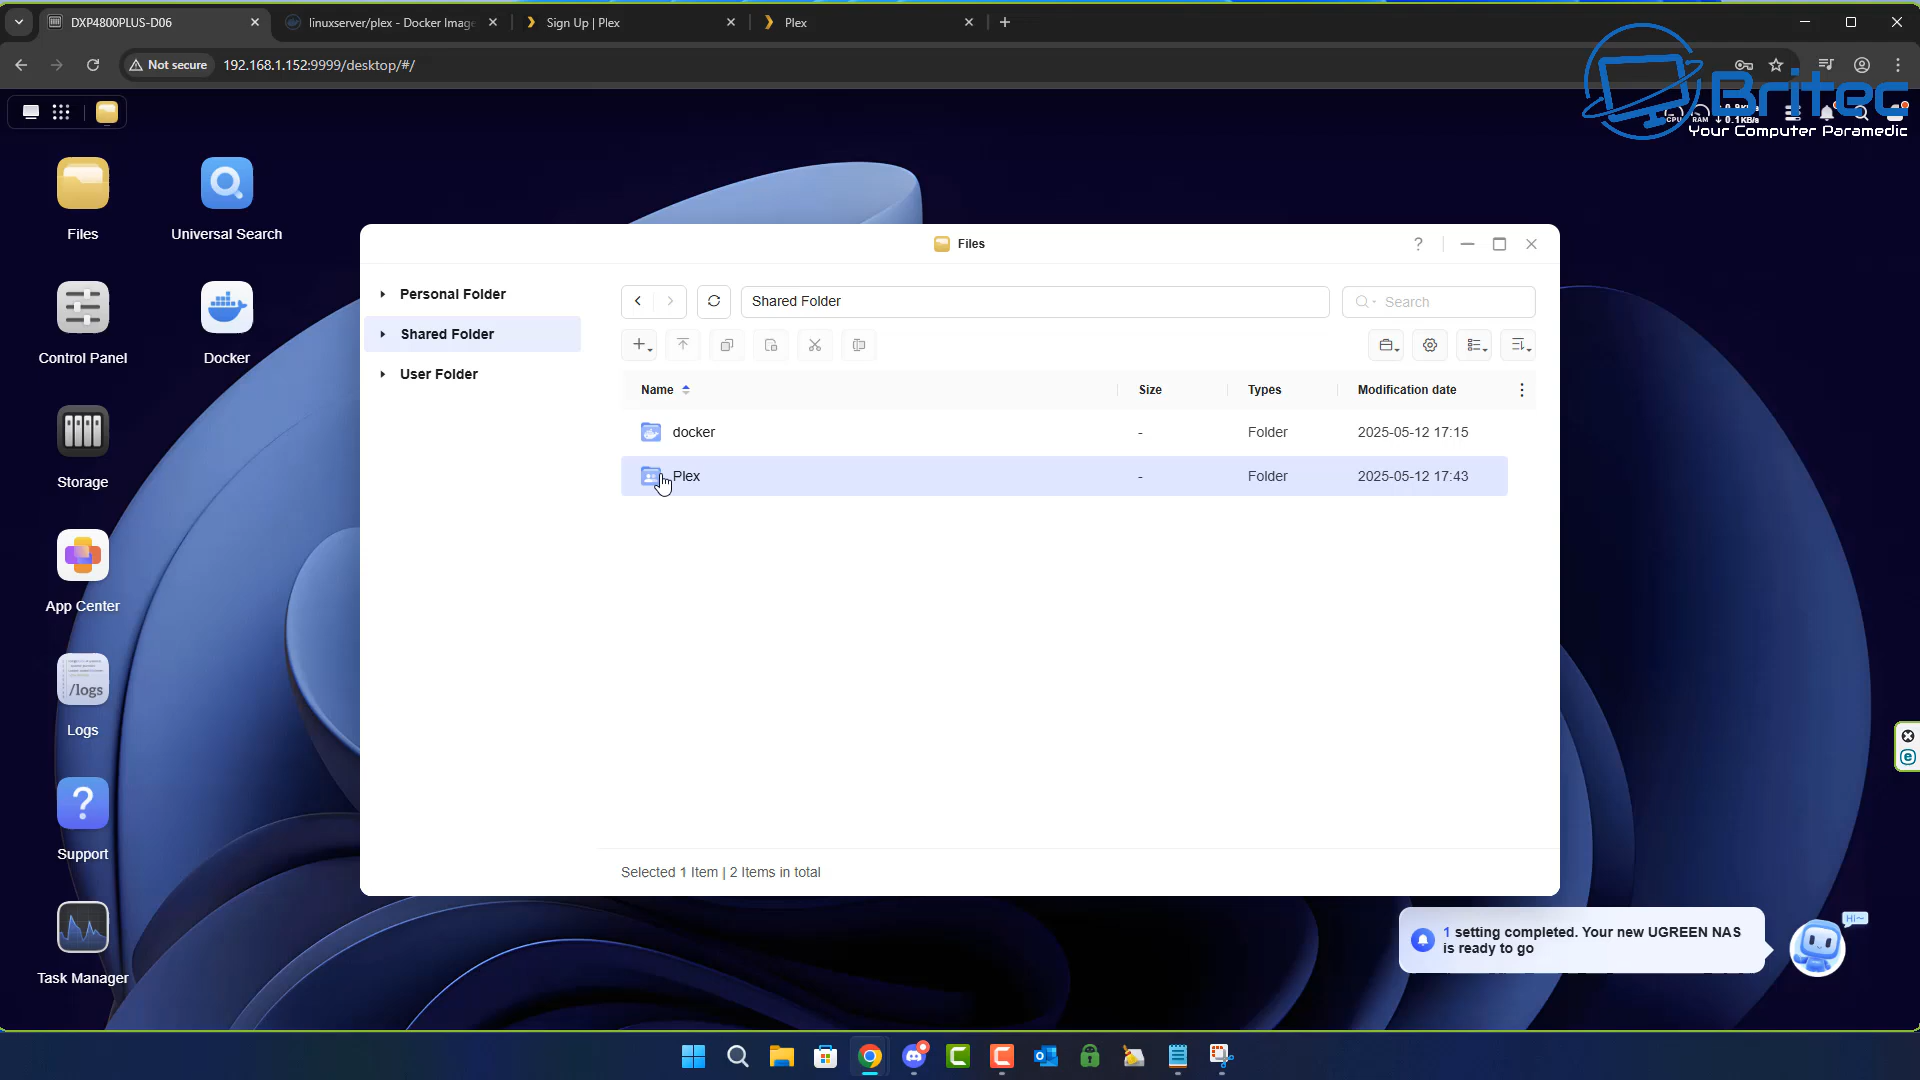 DXP4800PLUS-D06
linuxserver/plex - Docker Image
Sign Up | Plex
Plex
Not secure
192.168.1.152:9999/desktop/#/
Britec
Your Computer Paramedic
CPU
RAM
0.1KB/s
Files
Universal Search
Control Panel
Docker
Storage
App Center
/logs
Logs
Support
Task Manager
Files
Personal Folder
Shared Folder
User Folder
Shared Folder
Search
Name
Size
Types
Modification date
docker
-
Folder
2025-05-12 17:15
Plex
-
Folder
2025-05-12 17:43
Selected 1 Item | 2 Items in total
1 setting completed. Your new UGREEN NAS
is ready to go
Hi~